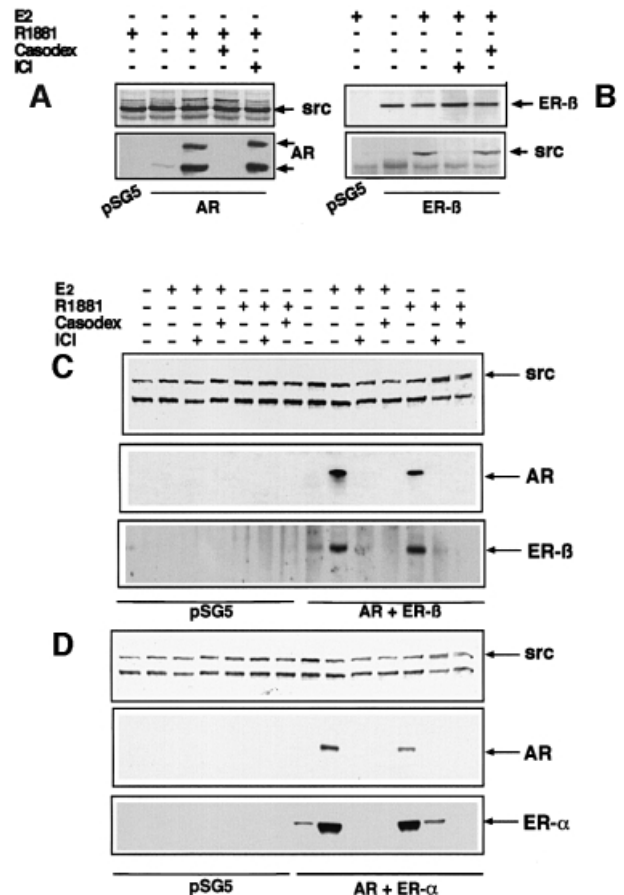 E2 - - - - -
R1881 + - + + +
Casodex - - - + -
ICI - - - - +
A
src
AR
pSG5 AR
E2 + - + + +
R1881 - - - - -
Casodex - - - - +
ICI - - - + -
B
ER-ß
src
pSG5 ER-ß
E2 - + + + - - - - + + + - - -
R1881 - - - - + + + - - - - + + +
Casodex - - - + - - + - - - + - - +
ICI - - + - - + - - - + - - + -
C
src
AR
ER-ß
pSG5 AR + ER-ß
D
src
AR
ER-α
pSG5 AR + ER-α